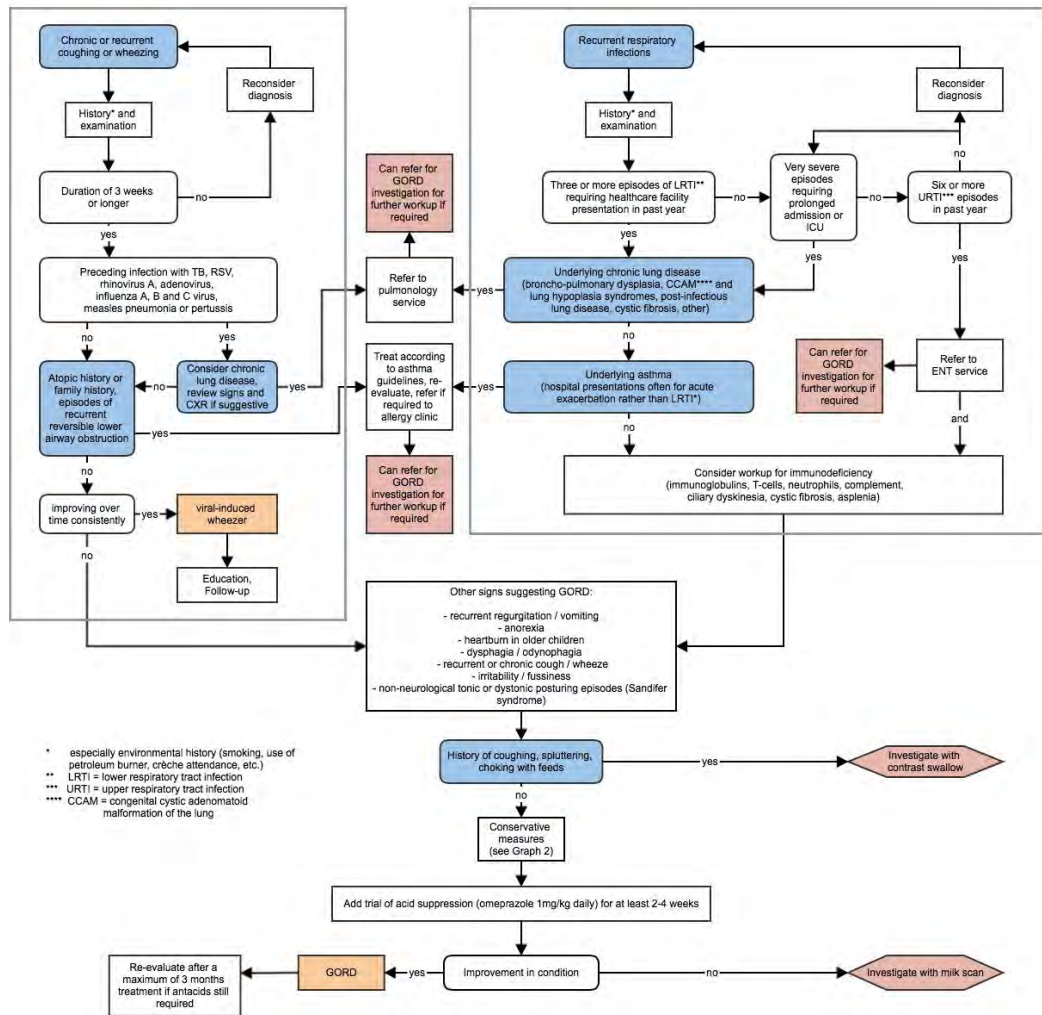 Chronic or recurrent
coughing or wheezing
Reconsider
diagnosis
History* and
examination
Duration of 3 weeks
or longer
no
yes
Preceding infection with TB, RSV,
rhinovirus A, adenovirus,
influenza A, B and C virus,
measles pneumonia or pertussis
no
yes
Atopic history or
family history,
episodes of
recurrent
reversible lower
airway obstruction
no
Consider chronic
lung disease,
review signs and
CXR if suggestive
yes
yes
no
improving over
time consistently
yes
viral-induced
wheezer
no
Education,
Follow-up
Can refer for
GORD
investigation for
further workup if
required
Refer to
pulmonology
service
yes
Treat according
to asthma
guidelines, re-
evaluate, refer if
required to
allergy clinic
yes
Can refer for
GORD
investigation for
further workup if
required
Recurrent respiratory
infections
Reconsider
diagnosis
History* and
examination
no
Three or more episodes of LRTI**
requiring healthcare facility
presentation in past year
no
Very severe
episodes
requiring
prolonged
admission or
ICU
no
Six or more
URTI*** episodes
in past year
yes
yes
yes
Underlying chronic lung disease
(broncho-pulmonary dysplasia, CCAM**** and
lung hypoplasia syndromes, post-infectious
lung disease, cystic fibrosis, other)
no
Underlying asthma
(hospital presentations often for acute
exacerbation rather than LRTI*)
no
Can refer for
GORD
investigation for
further workup if
required
Refer to
ENT service
and
Consider workup for immunodeficiency
(immunoglobulins, T-cells, neutrophils, complement,
ciliary dyskinesia, cystic fibrosis, asplenia)
Other signs suggesting GORD:
- recurrent regurgitation / vomiting
- anorexia
- heartburn in older children
- dysphagia / odynophagia
- recurrent or chronic cough / wheeze
- irritability / fussiness
- non-neurological tonic or dystonic posturing episodes (Sandifer
syndrome)
* especially environmental history (smoking, use of
petroleum burner, crèche attendance, etc.)
** LRTI = lower respiratory tract infection
*** URTI = upper respiratory tract infection
**** CCAM = congenital cystic adenomatoid
malformation of the lung
History of coughing, spluttering,
choking with feeds
yes
Investigate with
contrast swallow
no
Conservative
measures
(see Graph 2)
Add trial of acid suppression (omeprazole 1mg/kg daily) for at least 2-4 weeks
Re-evaluate after a
maximum of 3 months
treatment if antacids still
required
GORD
yes
Improvement in condition
no
Investigate with milk scan